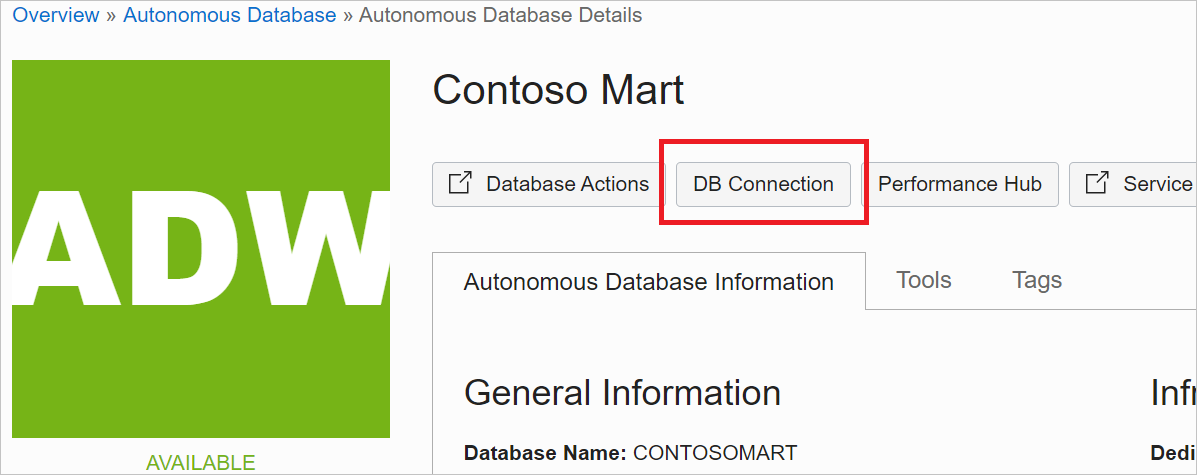 Overview » Autonomous Database » Autonomous Database Details
ADW
AVAILABLE
Contoso Mart
Database Actions
DB Connection
Performance Hub
Service
Autonomous Database Information
Tools
Tags
General Information
Infr
Database Name: CONTOSOMART
Dedi